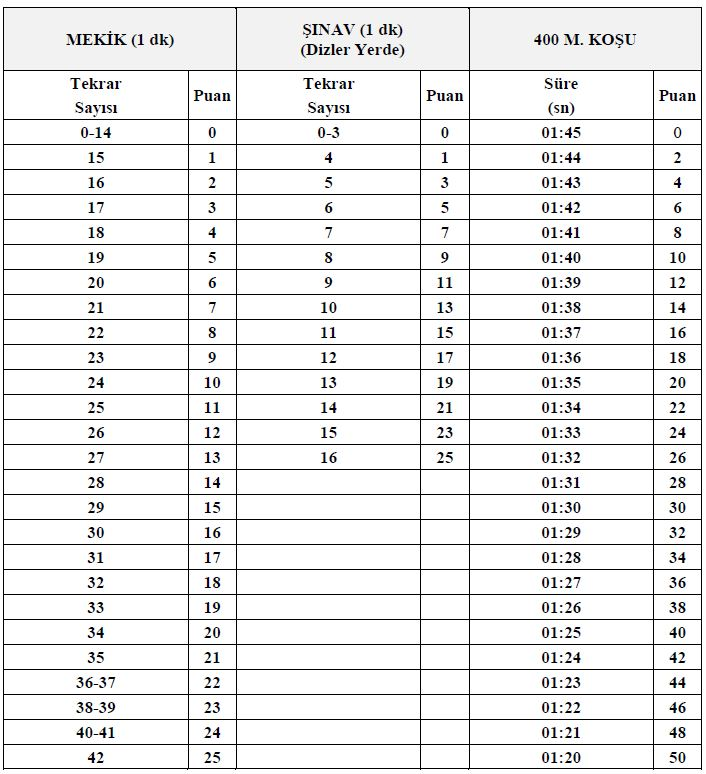 MEKİK (1 dk) ŞINAV (1 dk) (Dizler Yerde) 400 M. KOŞU
Tekrar Sayısı Puan Tekrar Sayısı Puan Süre (sn) Puan
0-14 0 0-3 0 01:45 0
15 1 4 1 01:44 2
16 2 5 3 01:43 4
17 3 6 5 01:42 6
18 4 7 7 01:41 8
19 5 8 9 01:40 10
20 6 9 11 01:39 12
21 7 10 13 01:38 14
22 8 11 15 01:37 16
23 9 12 17 01:36 18
24 10 13 19 01:35 20
25 11 14 21 01:34 22
26 12 15 23 01:33 24
27 13 16 25 01:32 26
28 14 01:31 28
29 15 01:30 30
30 16 01:29 32
31 17 01:28 34
32 18 01:27 36
33 19 01:26 38
34 20 01:25 40
35 21 01:24 42
36-37 22 01:23 44
38-39 23 01:22 46
40-41 24 01:21 48
42 25 01:20 50